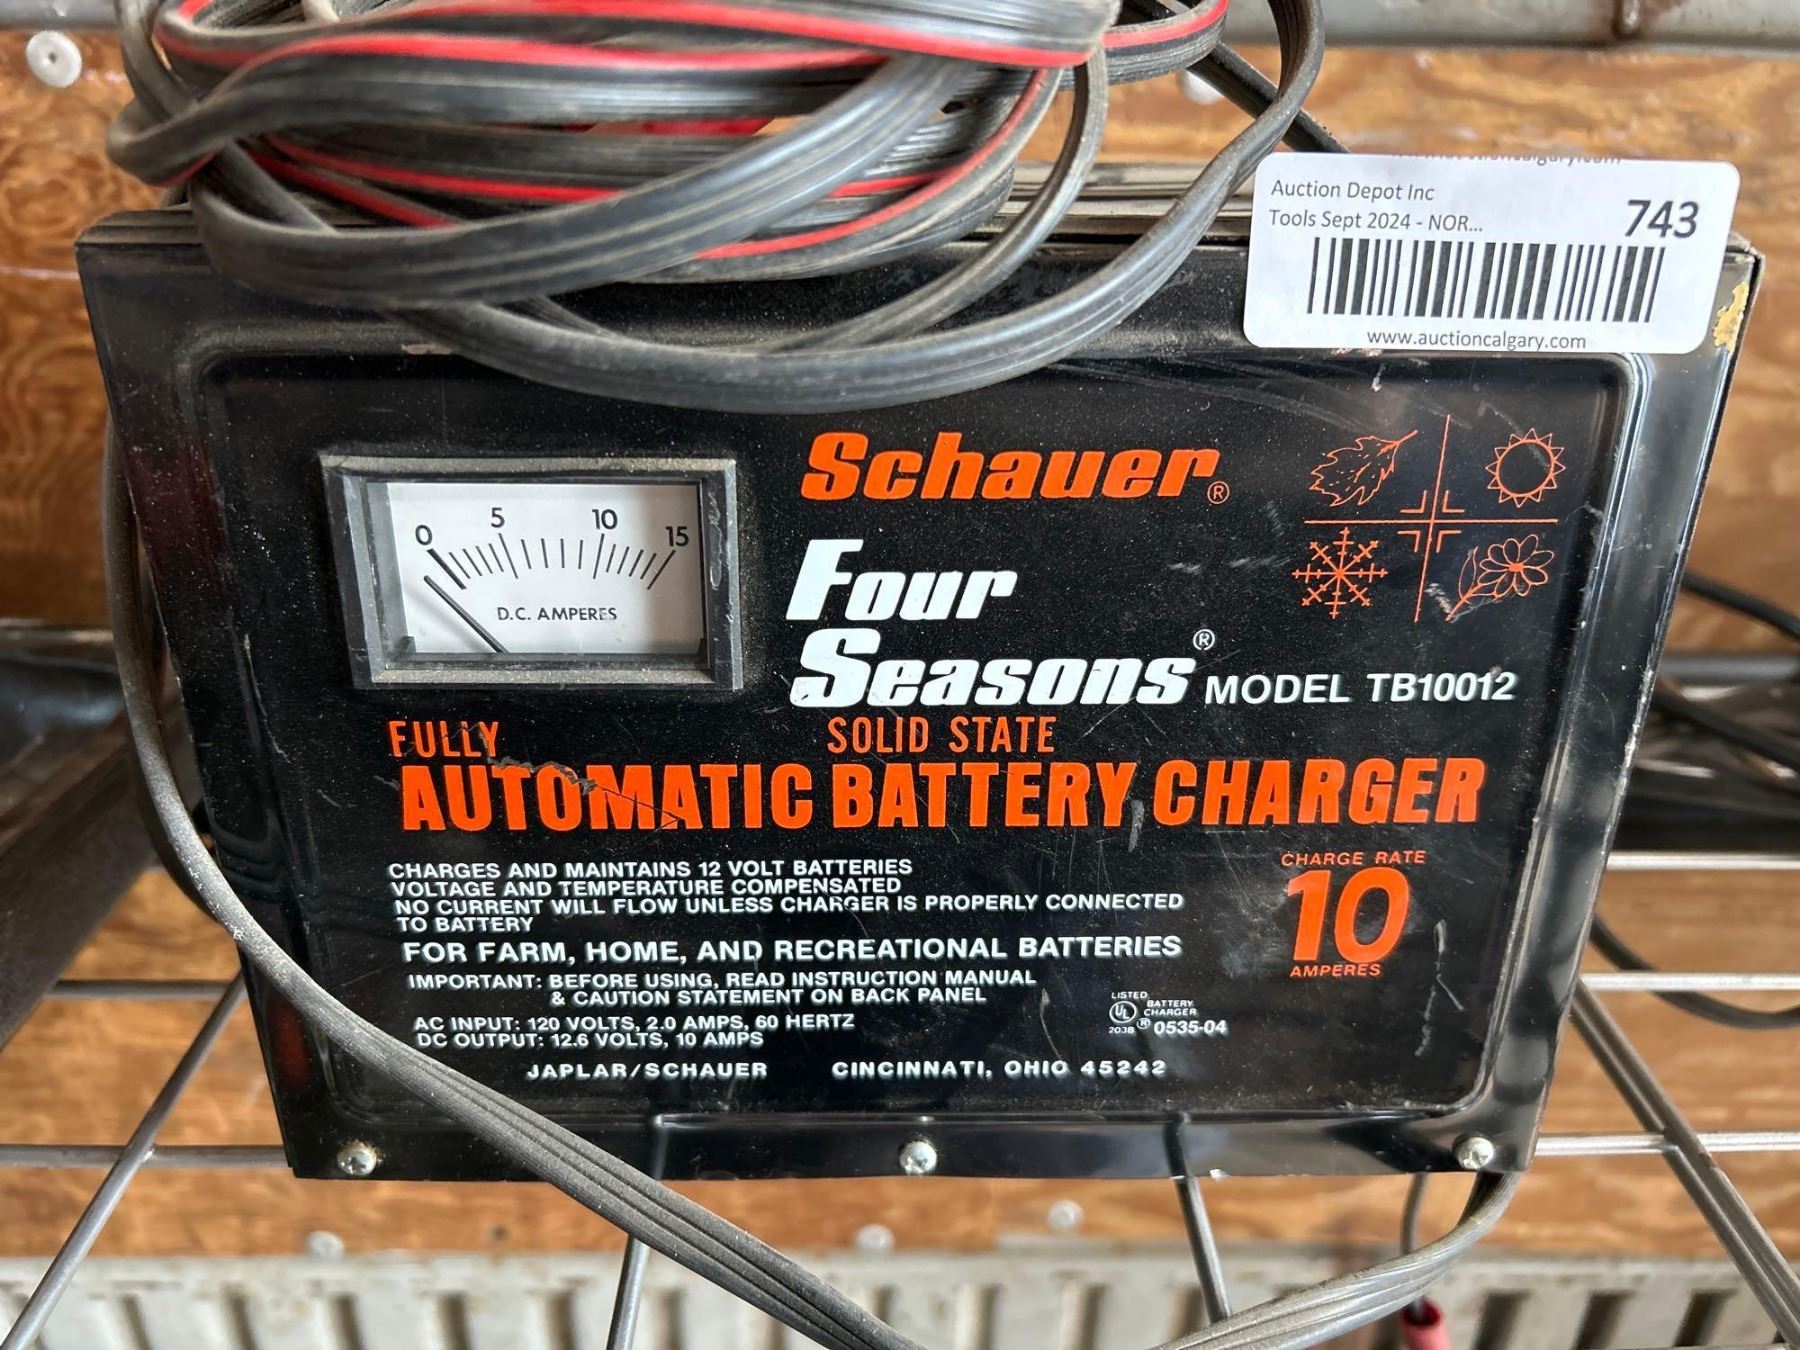 Auction Depot Inc
743
Tools Sept 2024 - NOR...
www.auctioncalgary.com
Schauer®
0 5 10 15
D.C. AMPERES
Four
Seasons® MODEL TB10012
FULLY SOLID STATE
AUTOMATIC BATTERY CHARGER
CHARGES AND MAINTAINS 12 VOLT BATTERIES
VOLTAGE AND TEMPERATURE COMPENSATED
NO CURRENT WILL FLOW UNLESS CHARGER IS PROPERLY CONNECTED
TO BATTERY
FOR FARM, HOME, AND RECREATIONAL BATTERIES
CHARGE RATE
10
AMPERES
IMPORTANT: BEFORE USING, READ INSTRUCTION MANUAL
& CAUTION STATEMENT ON BACK PANEL
AC INPUT: 120 VOLTS, 2.0 AMPS, 60 HERTZ
DC OUTPUT: 12.6 VOLTS, 10 AMPS
LISTED
UL ® BATTERY
CHARGER
203B 0535-04
JAPLAR/SCHAUER CINCINNATI, OHIO 45242